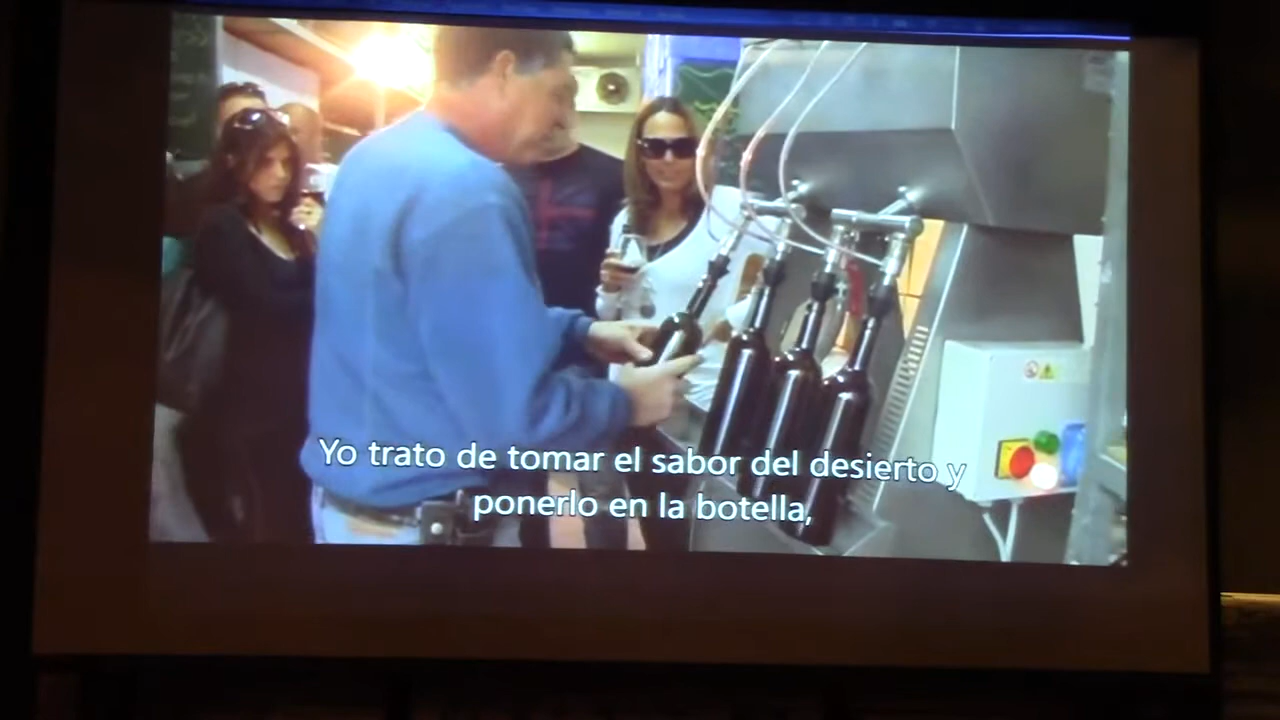 Yo trato de tomar el sabor del desierto y
ponerlo en la botella,